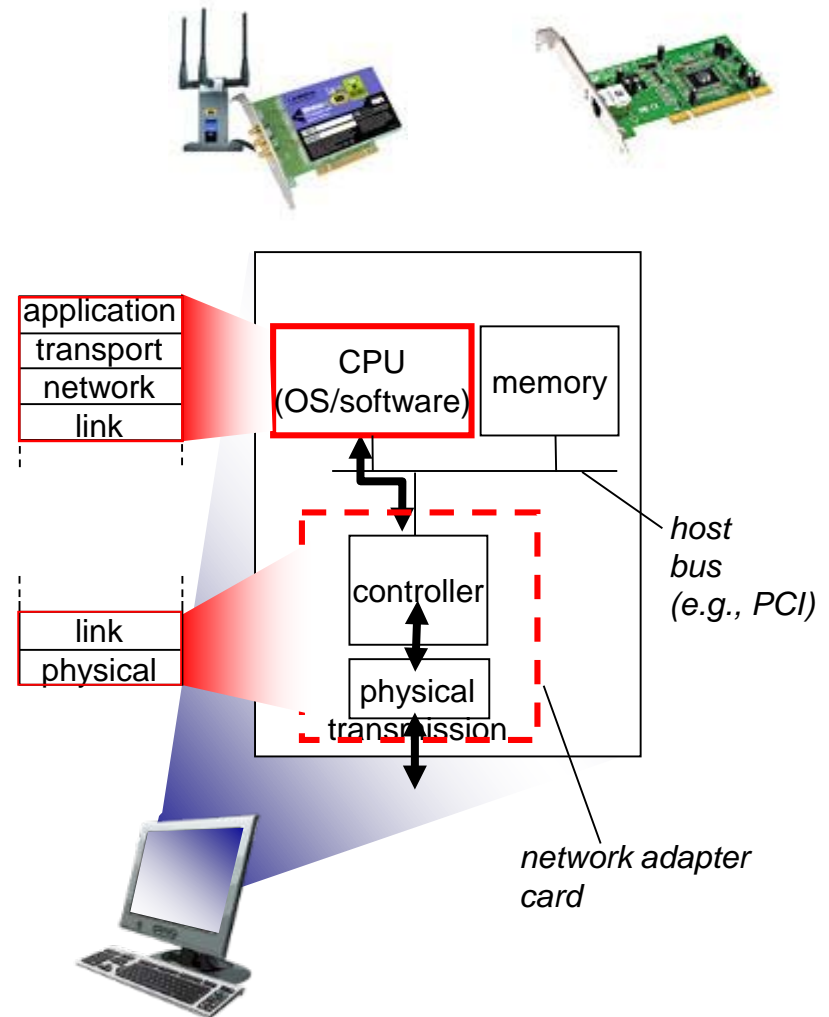 application
transport
network
link
CPU
(OS/software)
memory
host
bus
(e.g., PCI)
controller
link
physical
physical
transmission
network adapter
card